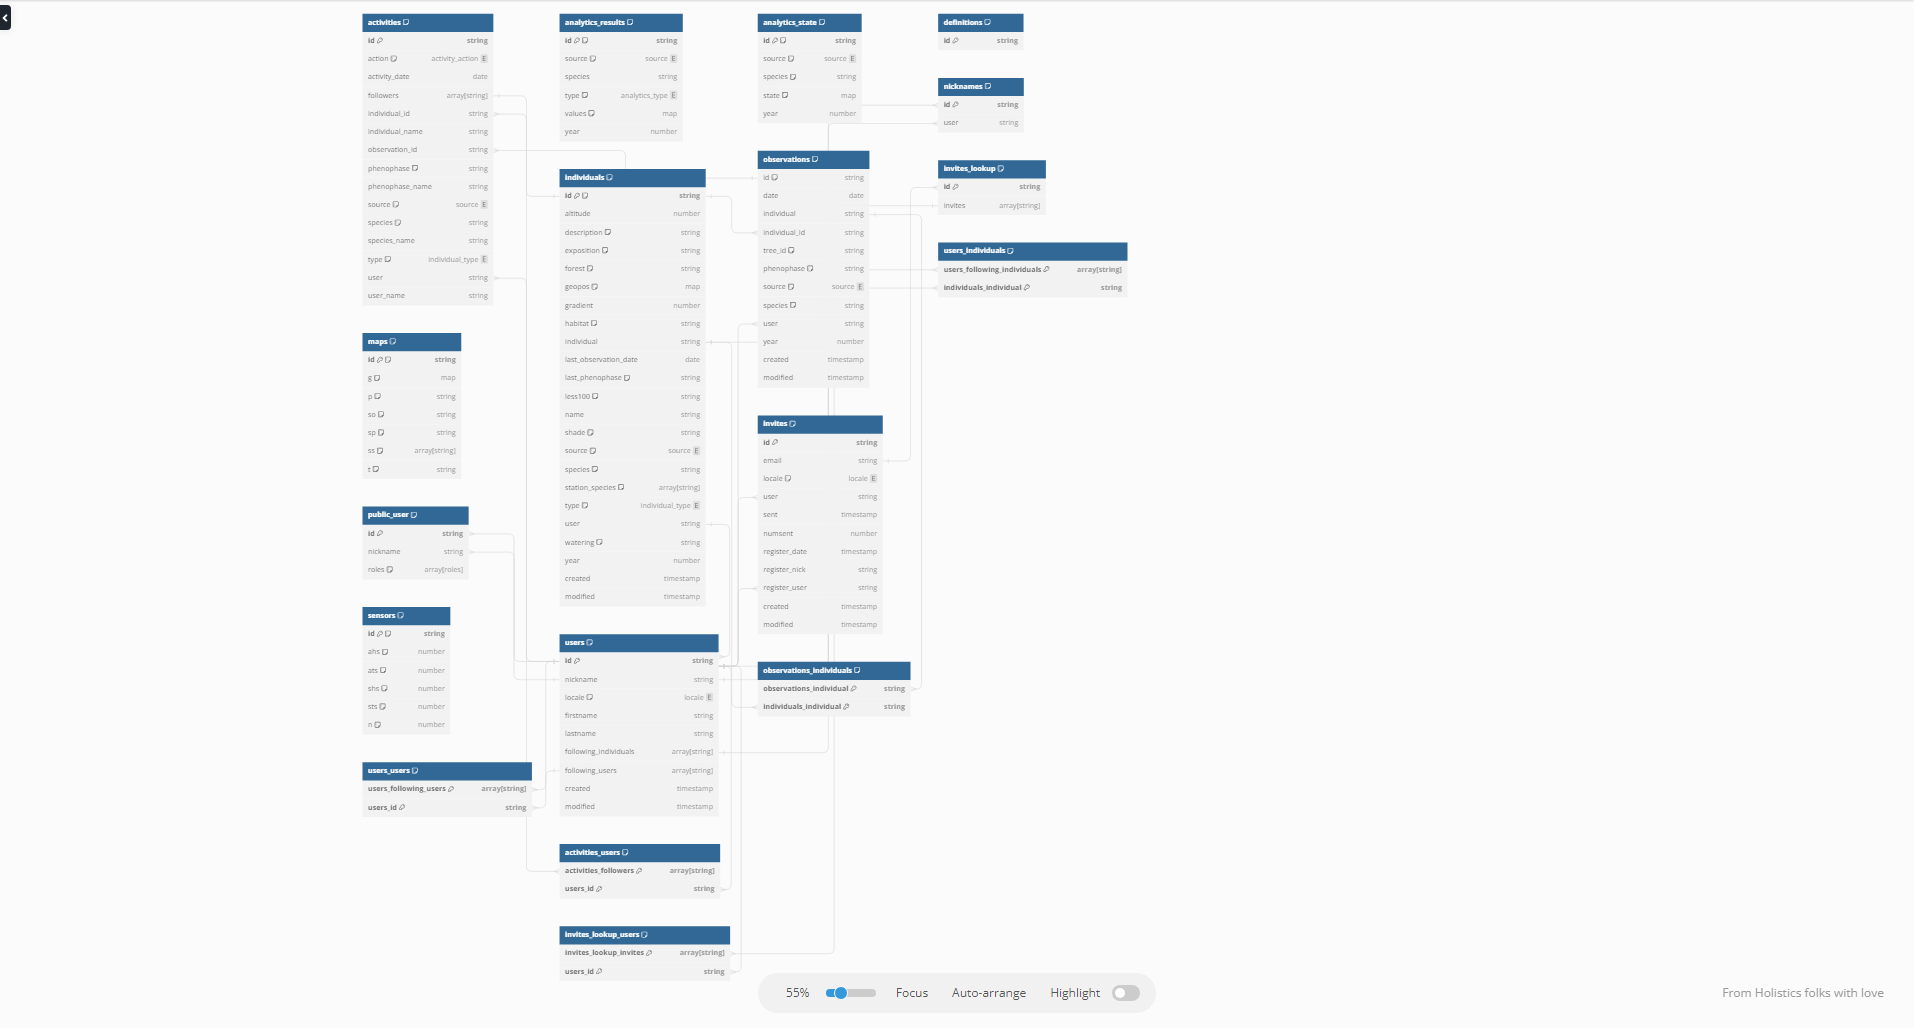 activities
id string
action activity_action E
activity_date date
followers array[string]
individual_id string
individual_name string
observation_id string
phenophase string
phenophase_name string
source source E
species string
species_name string
type individual_type E
user string
user_name string
maps
id string
g map
p string
so string
sp string
ss array[string]
t string
public_user
id string
nickname string
roles array[roles]
sensors
id string
ahs number
ats number
shs number
sts number
n number
users_users
users_following_users array[string]
users_id string
analytics_results
id string
source source E
species string
type analytics_type E
values map
year number
individuals
id string
altitude number
description string
exposition string
forest string
geopos map
gradient number
habitat string
individual string
last_observation_date date
last_phenophase string
less100 string
name string
shade string
source source E
species string
station_species array[string]
type individual_type E
user string
watering string
year number
created timestamp
modified timestamp
users
id string
nickname string
locale locale E
firstname string
lastname string
following_individuals array[string]
following_users array[string]
created timestamp
modified timestamp
activities_users
activities_followers array[string]
users_id string
invites_lookup_users
invites_lookup_invites array[string]
users_id string
analytics_state
id string
source source E
species string
state map
year number
observations
id string
date date
individual string
individual_id string
tree_id string
phenophase string
source source E
species string
user string
year number
created timestamp
modified timestamp
invites
id string
email string
locale locale E
user string
sent timestamp
numsent number
register_date timestamp
register_nick string
register_user string
created timestamp
modified timestamp
observations_individuals
observations_individual string
individuals_individual string
definitions
id string
nicknames
id string
user string
invites_lookup
id string
invites array[string]
users_individuals
users_following_individuals array[string]
individuals_individual string
55% Focus Auto-arrange Highlight
From Holistics folks with love